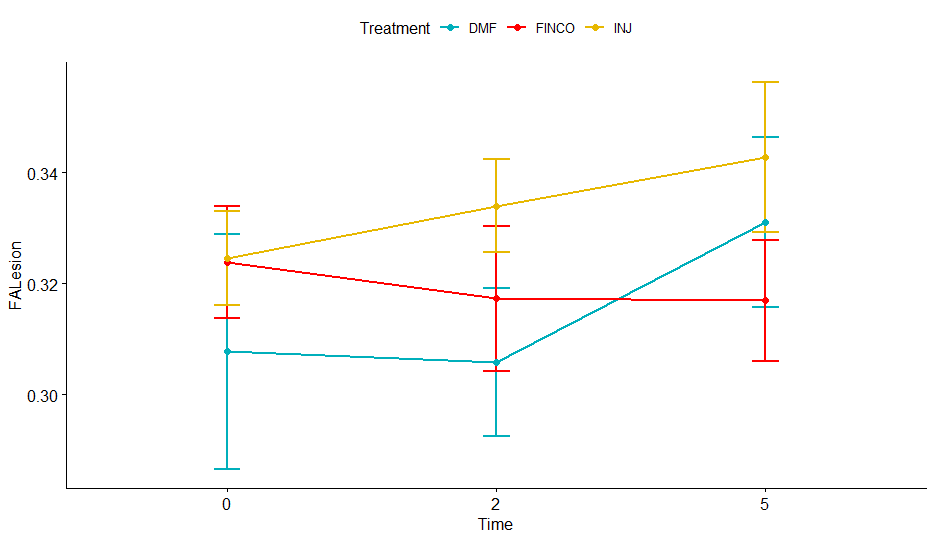 Treatment DMF FINCO INJ
0.34
0.32
0.30
FALesion
0 2 5
Time